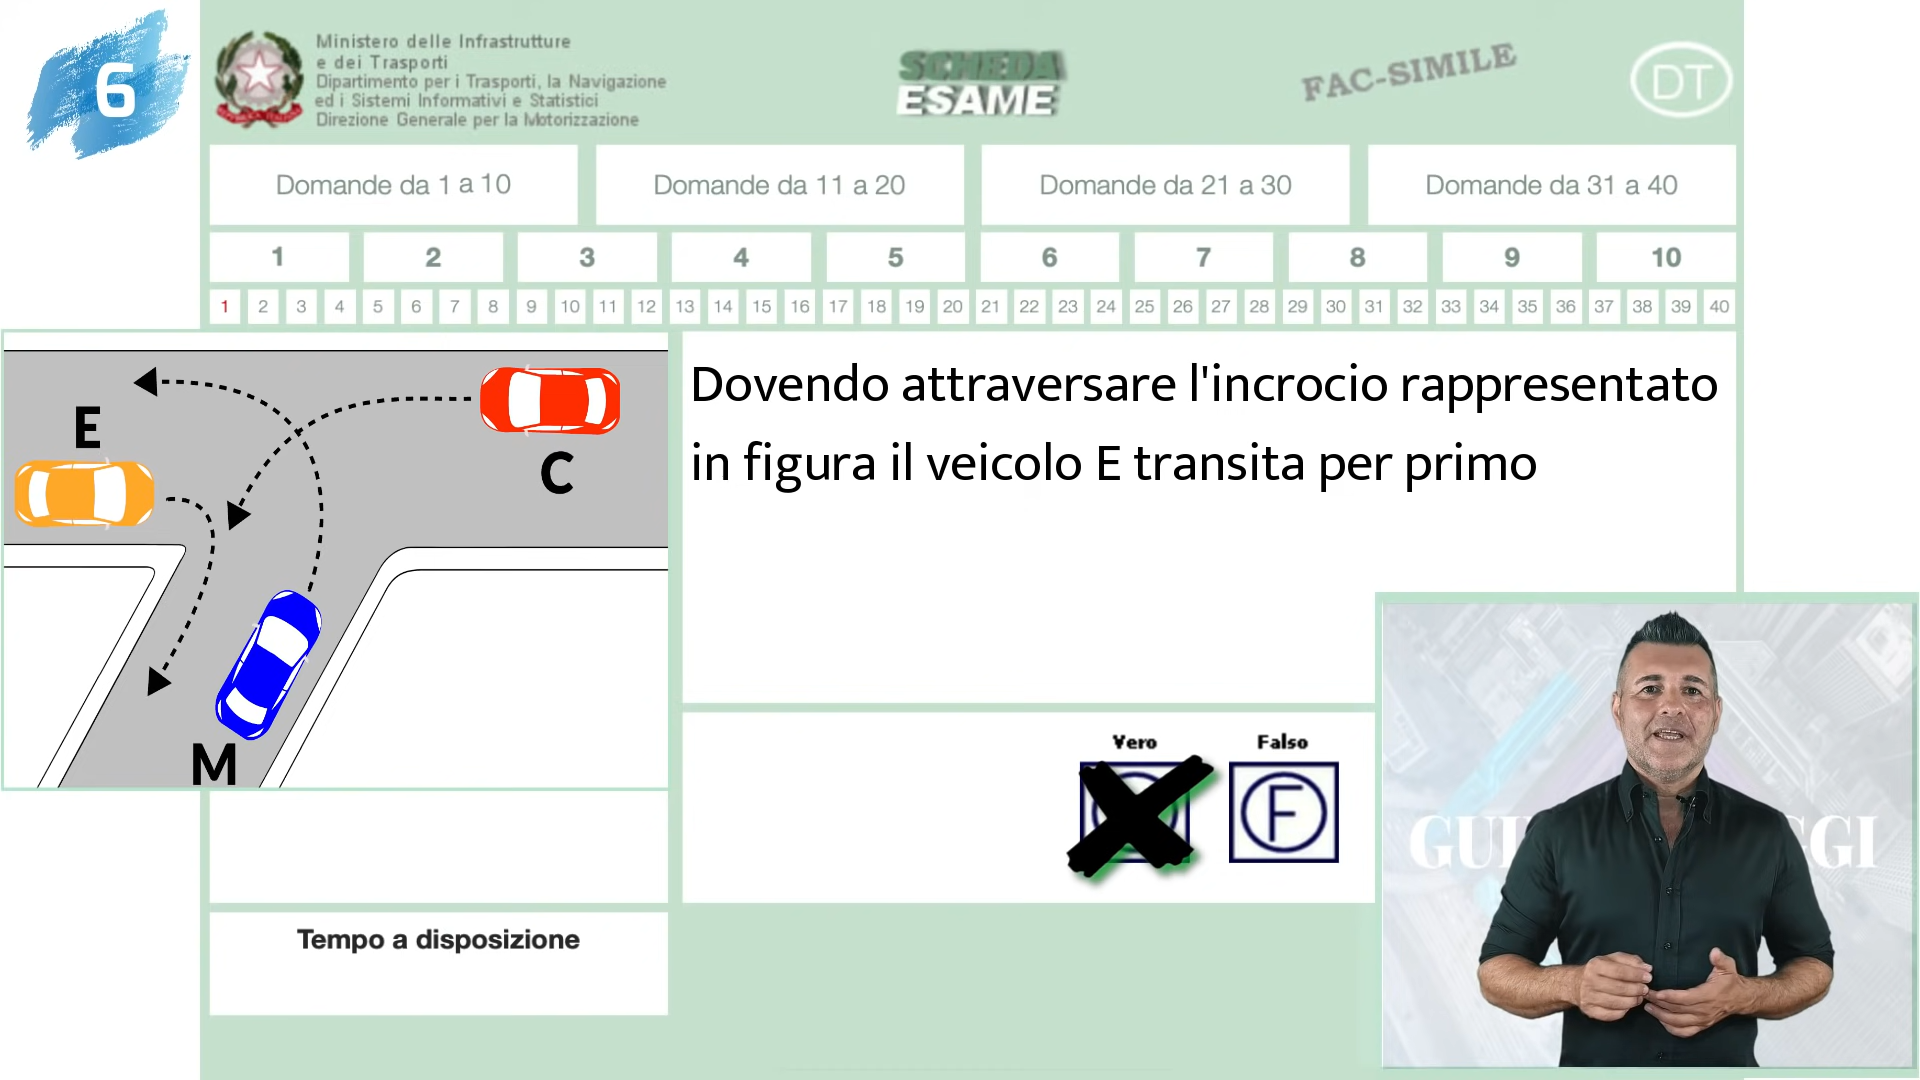 6
Ministero delle Infrastrutture
e dei Trasporti
Dipartimento per i Trasporti, la Navigazione
ed i Sistemi Informativi e Statistici
Direzione Generale per la Motorizzazione
SCHEDA
ESAME
FAC-SIMILE
DT
Domande da 1 a 10
Domande da 11 a 20
Domande da 21 a 30
Domande da 31 a 40
1 2 3 4 5 6 7 8 9 10
1 2 3 4 5 6 7 8 9 10 11 12 13 14 15 16 17 18 19 20 21 22 23 24 25 26 27 28 29 30 31 32 33 34 35 36 37 38 39 40
E
C
M
Dovendo attraversare l'incrocio rappresentato
in figura il veicolo E transita per primo
Vero
Falso
F
Tempo a disposizione